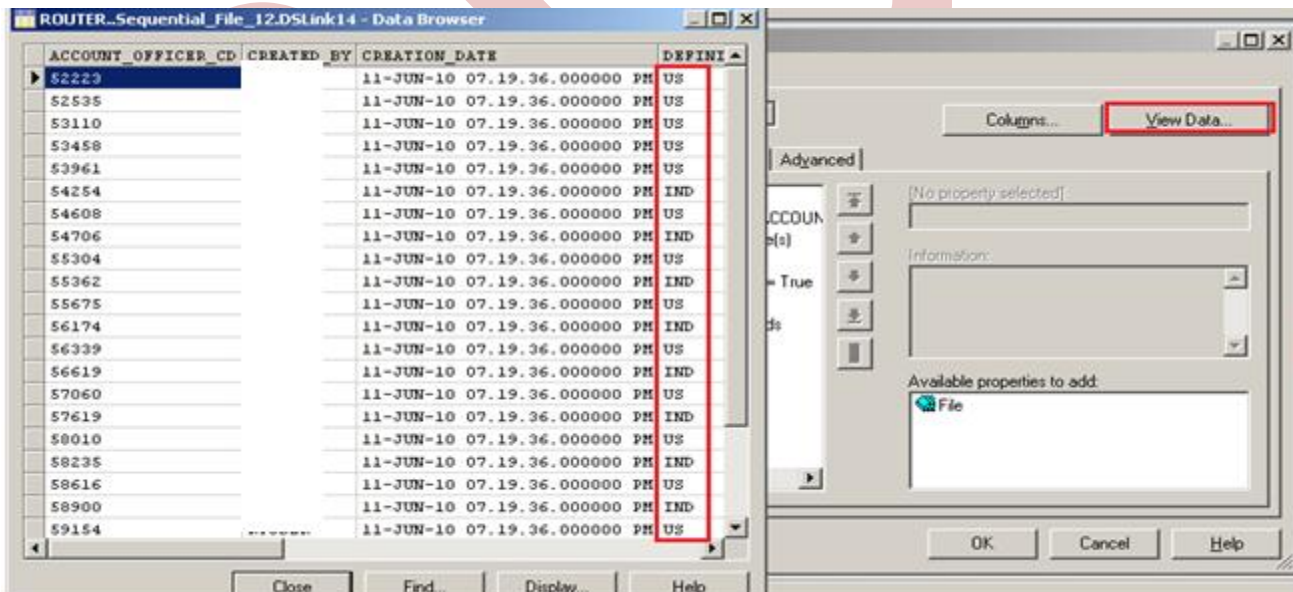 ROUTER..Sequential_File_12.DSLink14 - Data Browser
ACCOUNT_OFFICER_CD CREATED_BY CREATION_DATE DEFINI
52223 11-JUN-10 07.19.36.000000 PM US
52535 11-JUN-10 07.19.36.000000 PM US
53110 11-JUN-10 07.19.36.000000 PM US
53458 11-JUN-10 07.19.36.000000 PM US
53961 11-JUN-10 07.19.36.000000 PM US
54254 11-JUN-10 07.19.36.000000 PM IND
54608 11-JUN-10 07.19.36.000000 PM US
54706 11-JUN-10 07.19.36.000000 PM IND
55304 11-JUN-10 07.19.36.000000 PM US
55362 11-JUN-10 07.19.36.000000 PM IND
55675 11-JUN-10 07.19.36.000000 PM US
56174 11-JUN-10 07.19.36.000000 PM IND
56339 11-JUN-10 07.19.36.000000 PM US
56619 11-JUN-10 07.19.36.000000 PM IND
57060 11-JUN-10 07.19.36.000000 PM US
57619 11-JUN-10 07.19.36.000000 PM IND
58010 11-JUN-10 07.19.36.000000 PM US
58235 11-JUN-10 07.19.36.000000 PM IND
58616 11-JUN-10 07.19.36.000000 PM US
58900 11-JUN-10 07.19.36.000000 PM IND
59154 11-JUN-10 07.19.36.000000 PM US
Close Find... Display... Help
Columns... View Data...
Advanced
[No property selected]
CCOUN
e(s)
Information:
= True
ds
Available properties to add:
File
OK Cancel Help